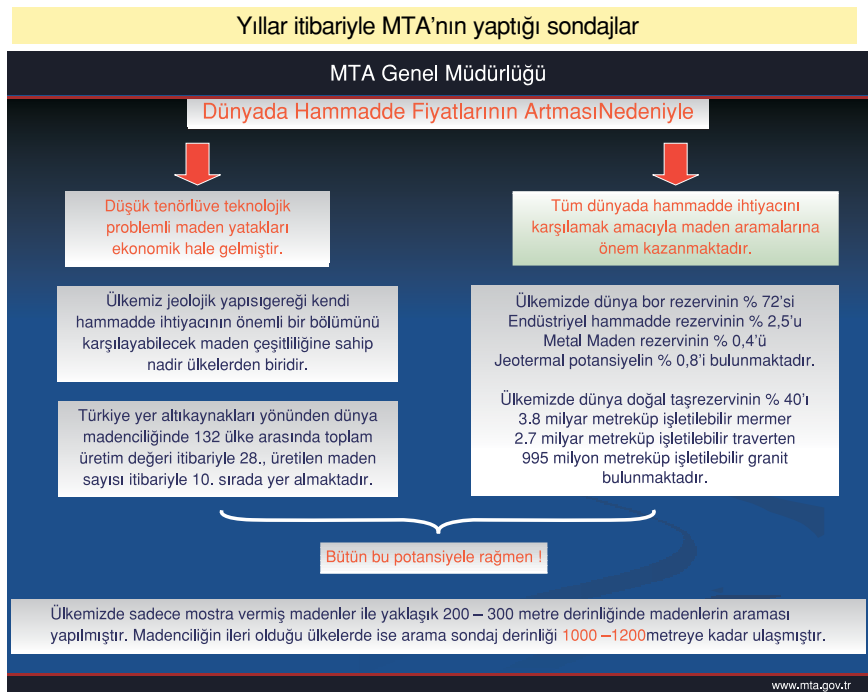 Yıllar itibariyle MTA'nın yaptığı sondajlar
MTA Genel Müdürlüğü
Dünyada Hammadde Fiyatlarının ArtmasıNedeniyle
Düşük tenörlüve teknolojik
problemli maden yatakları
ekonomik hale gelmiştir.
Tüm dünyada hammadde ihtiyacını
karşılamak amacıyla maden aramalarına
önem kazanmaktadır.
Ülkemiz jeolojik yapısıgereği kendi
hammadde ihtiyacının önemli bir bölümünü
karşılayabilecek maden çeşitliliğine sahip
nadir ülkelerden biridir.
Türkiye yer altıkaynakları yönünden dünya
madenciliğinde 132 ülke arasında toplam
üretim değeri itibariyle 28., üretilen maden
sayısı itibariyle 10. sırada yer almaktadır.
Ülkemizde dünya bor rezervinin % 72'si
Endüstriyel hammadde rezervinin % 2,5'u
Metal Maden rezervinin % 0,4'ü
Jeotermal potansiyelin % 0,8'i bulunmaktadır.
Ülkemizde dünya doğal taşrezervinin % 40'ı
3.8 milyar metreküp işletilebilir mermer
2.7 milyar metreküp işletilebilir traverten
995 milyon metreküp işletilebilir granit
bulunmaktadır.
Bütün bu potansiyele rağmen !
Ülkemizde sadece mostra vermiş madenler ile yaklaşık 200 – 300 metre derinliğinde madenlerin araması
yapılmıştır. Madenciliğin ileri olduğu ülkelerde ise arama sondaj derinliği 1000 –1200metreye kadar ulaşmıştır.
www.mta.gov.tr